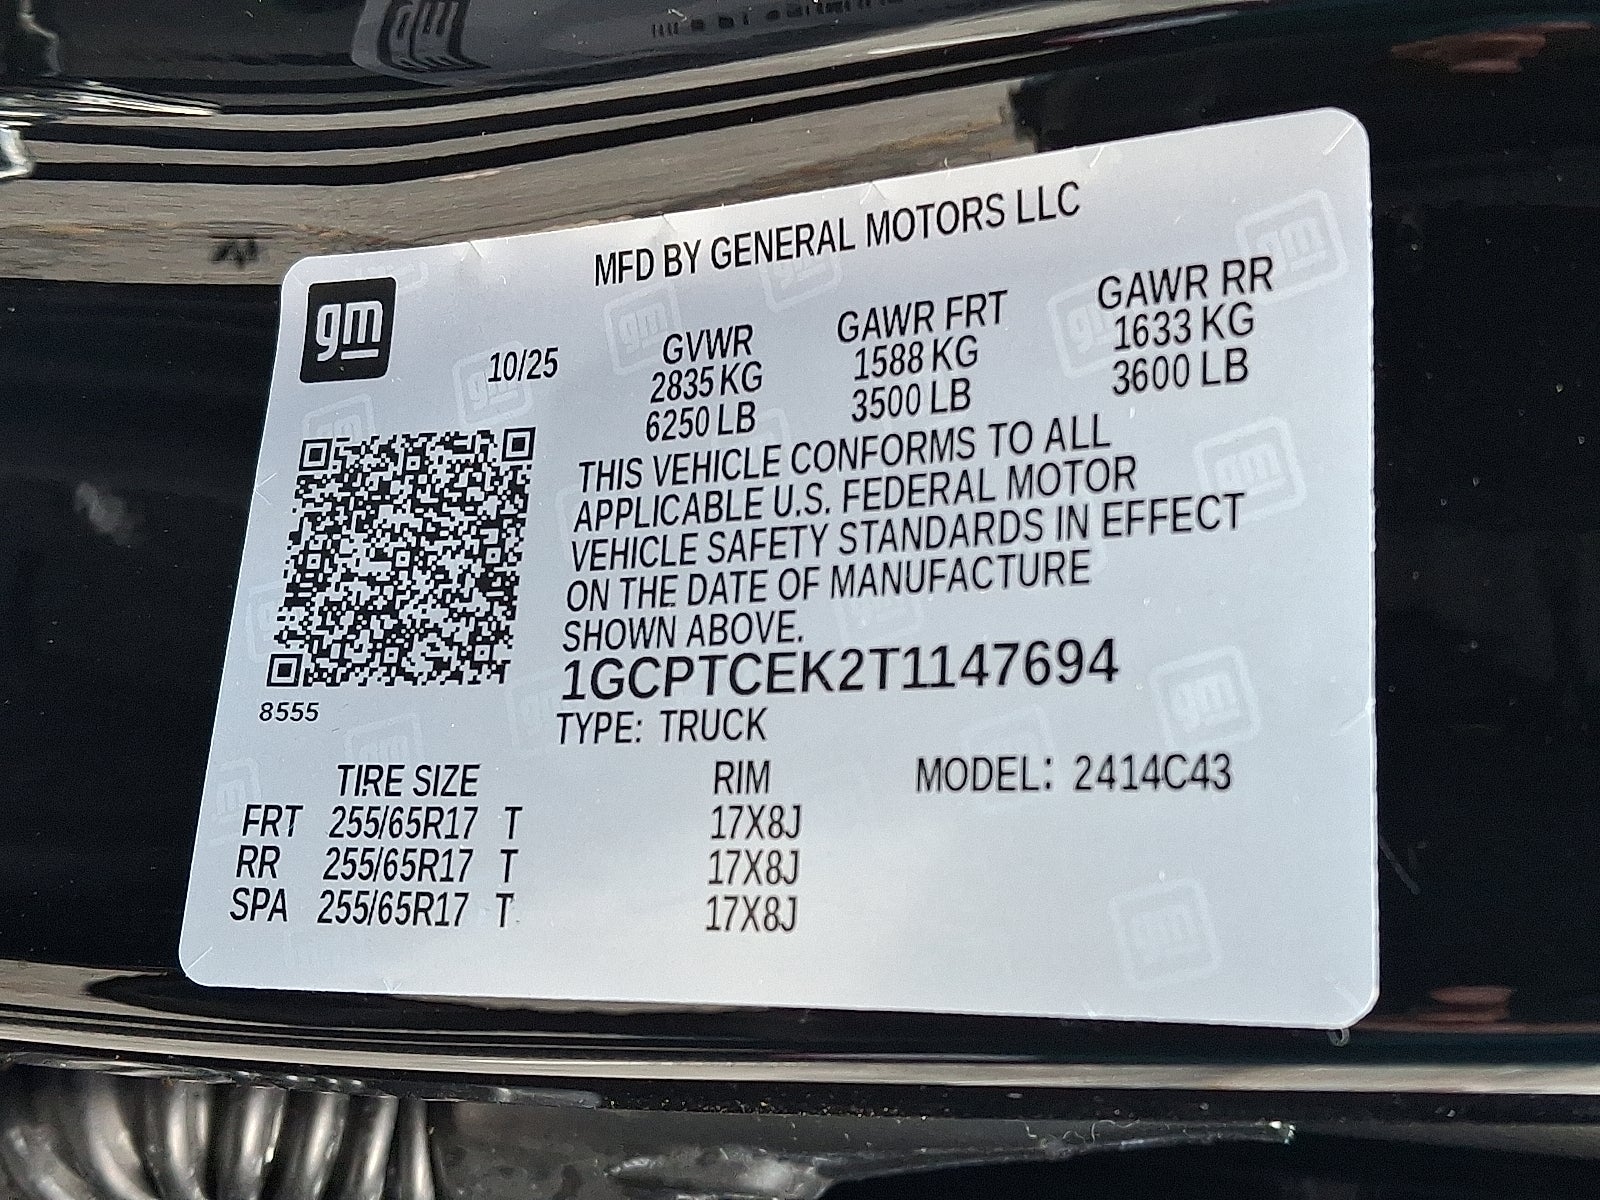 MFD BY GENERAL MOTORS LLC
gm
10/25
GVWR GAWR FRT GAWR RR
2835 KG 1588 KG 1633 KG
6250 LB 3500 LB 3600 LB
THIS VEHICLE CONFORMS TO ALL
APPLICABLE U.S. FEDERAL MOTOR
VEHICLE SAFETY STANDARDS IN EFFECT
ON THE DATE OF MANUFACTURE
SHOWN ABOVE.
1GCPTCEK2T1147694
8555
TYPE: TRUCK
TIRE SIZE RIM MODEL: 2414C43
FRT 255/65R17 T 17X8J
RR 255/65R17 T 17X8J
SPA 255/65R17 T 17X8J